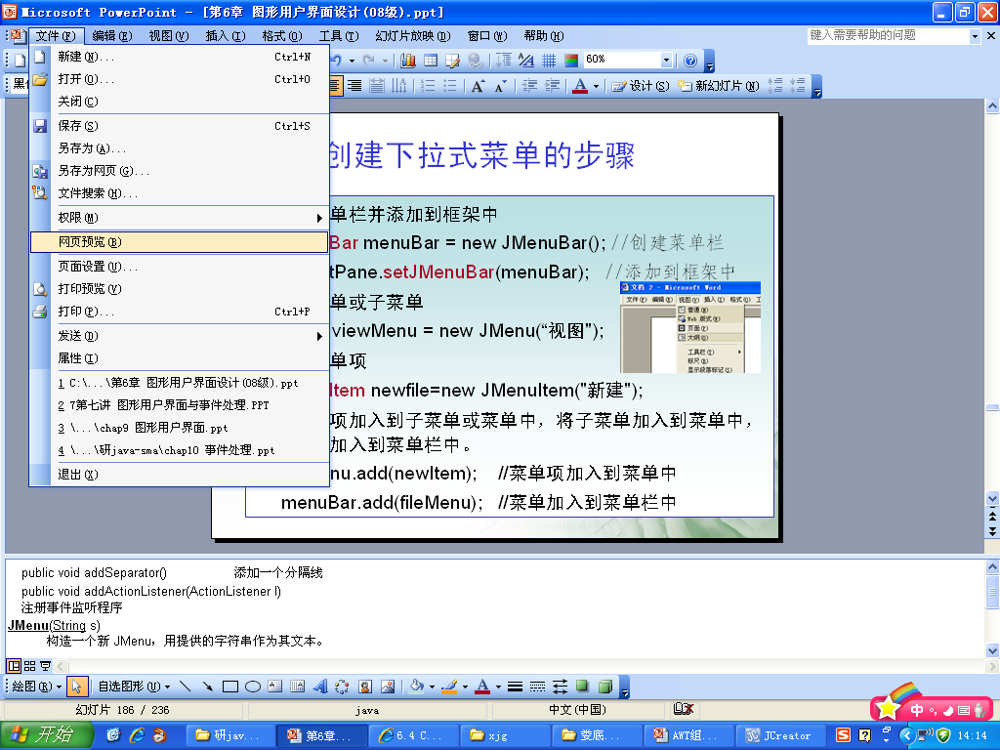 Microsoft PowerPoint - [第6章 图形用户界面设计(08级).ppt]
文件(F) 编辑(E) 视图(V) 插入(I) 格式(O) 工具(T) 幻灯片放映(D) 窗口(W) 帮助(H) 键入需要帮助的问题
60%
设计(S) 新幻灯片(N)
新建(N)... Ctrl+N
打开(O)... Ctrl+O
关闭(C)
保存(S) Ctrl+S
另存为(A)...
另存为网页(G)...
文件搜索(H)...
权限(M)
网页预览(B)
页面设置(U)...
打印预览(V)
打印(P)... Ctrl+P
发送(D)
属性(I)
1 C:\...\第6章 图形用户界面设计(08级).ppt
2 7第七讲 图形用户界面与事件处理.PPT
3 \...\chap9 图形用户界面.ppt
4 \...\研java-sma\chap10 事件处理.ppt
退出(X)
创建下拉式菜单的步骤
单栏并添加到框架中
Bar menuBar = new JMenuBar(); //创建菜单栏
tPane.setJMenuBar(menuBar); //添加到框架中
单或子菜单
viewMenu = new JMenu(“视图");
单项
Item newfile=new JMenuItem("新建");
项加入到子菜单或菜单中，将子菜单加入到菜单中，
加入到菜单栏中。
nu.add(newItem); //菜单项加入到菜单中
menuBar.add(fileMenu); //菜单加入到菜单栏中
文档 2 - Microsoft Word
文件(F) 编辑(E) 视图(V) 插入(I) 格式(O)
普通(N)
Web 版式(W)
页面(P)
大纲(O)
工具栏(T)
标尺(R)
显示段落标记(S)
public void addSeparator() 添加一个分隔线
public void addActionListener(ActionListener l)
注册事件监听程序
JMenu(String s)
构造一个新 JMenu，用提供的字符串作为其文本。
绘图(R) 自选图形(U)
幻灯片 186 / 236 java 中文(中国)
中
开始 研jav... 第6章... 6.4 C... xjg 娄底... AWT组... JCreator 14:14